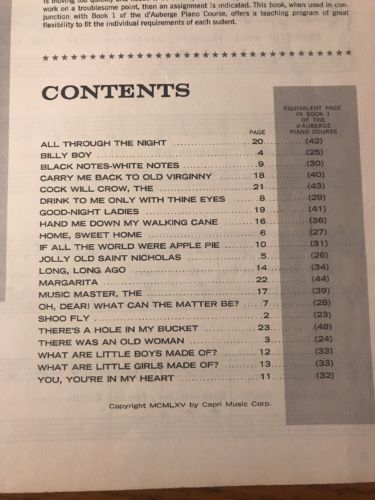 is moving too quickly and needs
work on a troublesome point, then an assignment is indicated. This book, when used in con-
junction with Book 1 of the d'Auberge Piano Course, offers a teaching program of great
flexibility to fit the individual requirements of each sudent.
CONTENTS
EQUIVALENT PAGE
IN BOOK 1
OF THE
d'AUBERGE
PAGE PIANO COURSE
ALL THROUGH THE NIGHT 20 (42)
BILLY BOY 4 (25)
BLACK NOTES-WHITE NOTES 9 (30)
CARRY ME BACK TO OLD VIRGINNY 18 (40)
COCK WILL CROW, THE 21 (43)
DRINK TO ME ONLY WITH THINE EYES 8 (29)
GOOD-NIGHT LADIES 19 (41)
HAND ME DOWN MY WALKING CANE 16 (36)
HOME, SWEET HOME 6 (27)
IF ALL THE WORLD WERE APPLE PIE 10 (31)
JOLLY OLD SAINT NICHOLAS 5 (26)
LONG, LONG AGO 14 (34)
MARGARITA 22 (44)
MUSIC MASTER, THE 17 (39)
OH, DEAR! WHAT CAN THE MATTER BE? 7 (28)
SHOO FLY 2 (23)
THERE'S A HOLE IN MY BUCKET 23 (48)
THERE WAS AN OLD WOMAN 3 (24)
WHAT ARE LITTLE BOYS MADE OF? 12 (33)
WHAT ARE LITTLE GIRLS MADE OF? 13 (33)
YOU, YOU'RE IN MY HEART 11 (32)
Copyright MCMLXV by Capri Music Corp.